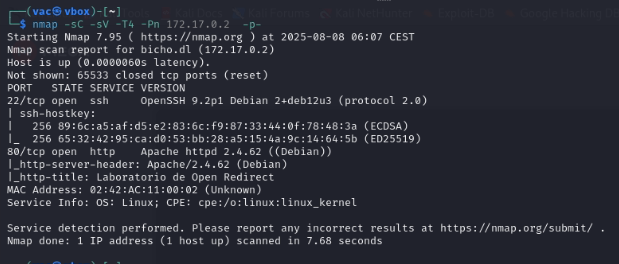 ┌──(vac㉿vbox)-[~]
└─$ nmap -sC -sV -T4 -Pn 172.17.0.2 -p-
Starting Nmap 7.95 ( https://nmap.org ) at 2025-08-08 06:07 CEST
Nmap scan report for bicho.dl (172.17.0.2)
Host is up (0.0000060s latency).
Not shown: 65533 closed tcp ports (reset)
PORT   STATE SERVICE VERSION
22/tcp open  ssh     OpenSSH 9.2p1 Debian 2+deb12u3 (protocol 2.0)
| ssh-hostkey:
|   256 89:6c:a5:af:d5:e2:83:6c:f9:87:33:44:0f:78:48:3a (ECDSA)
|_  256 65:32:42:95:ca:d0:53:bb:28:a5:15:4a:9c:14:64:5b (ED25519)
80/tcp open  http    Apache httpd 2.4.62 ((Debian))
|_http-server-header: Apache/2.4.62 (Debian)
|_http-title: Laboratorio de Open Redirect
MAC Address: 02:42:AC:11:00:02 (Unknown)
Service Info: OS: Linux; CPE: cpe:/o:linux:linux_kernel
Service detection performed. Please report any incorrect results at https://nmap.org/submit/ .
Nmap done: 1 IP address (1 host up) scanned in 7.68 seconds